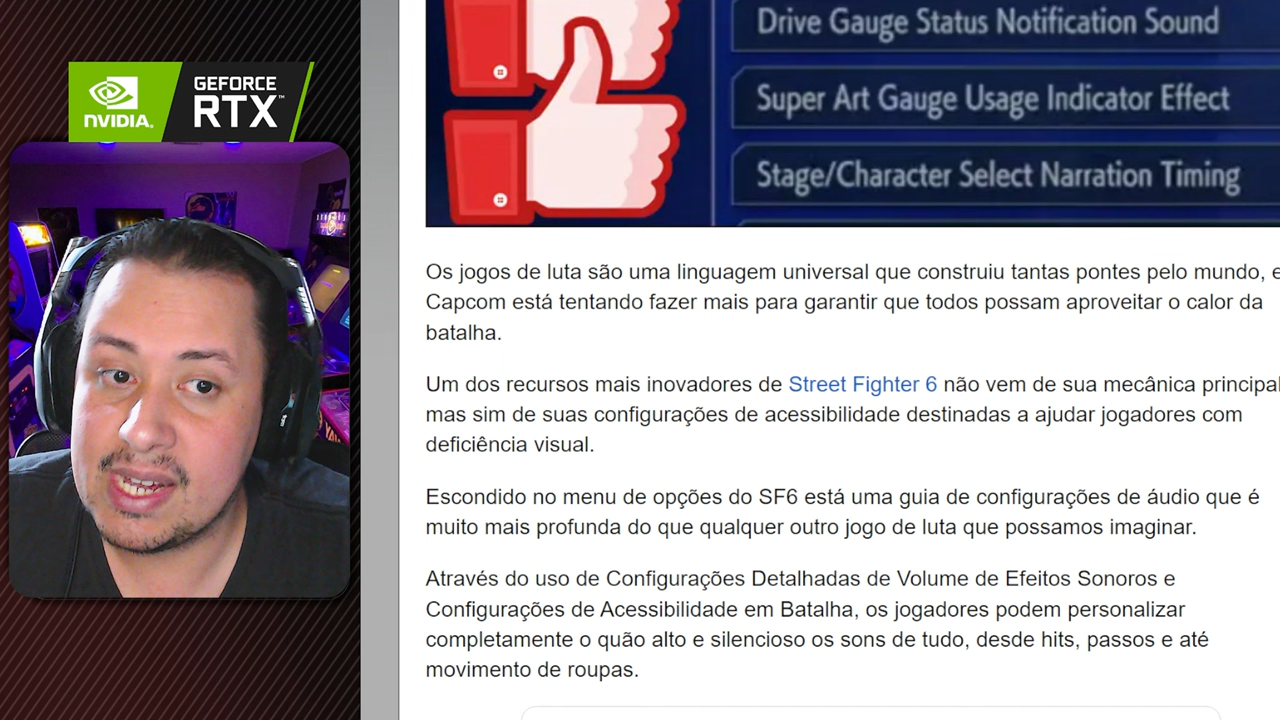 NVIDIA.
GEFORCE
RTX™
Drive Gauge Status Notification Sound
Super Art Gauge Usage Indicator Effect
Stage/Character Select Narration Timing
Os jogos de luta são uma linguagem universal que construiu tantas pontes pelo mundo, e
Capcom está tentando fazer mais para garantir que todos possam aproveitar o calor da
batalha.
Um dos recursos mais inovadores de Street Fighter 6 não vem de sua mecânica principal
mas sim de suas configurações de acessibilidade destinadas a ajudar jogadores com
deficiência visual.
Escondido no menu de opções do SF6 está uma guia de configurações de áudio que é
muito mais profunda do que qualquer outro jogo de luta que possamos imaginar.
Através do uso de Configurações Detalhadas de Volume de Efeitos Sonoros e
Configurações de Acessibilidade em Batalha, os jogadores podem personalizar
completamente o quão alto e silencioso os sons de tudo, desde hits, passos e até
movimento de roupas.